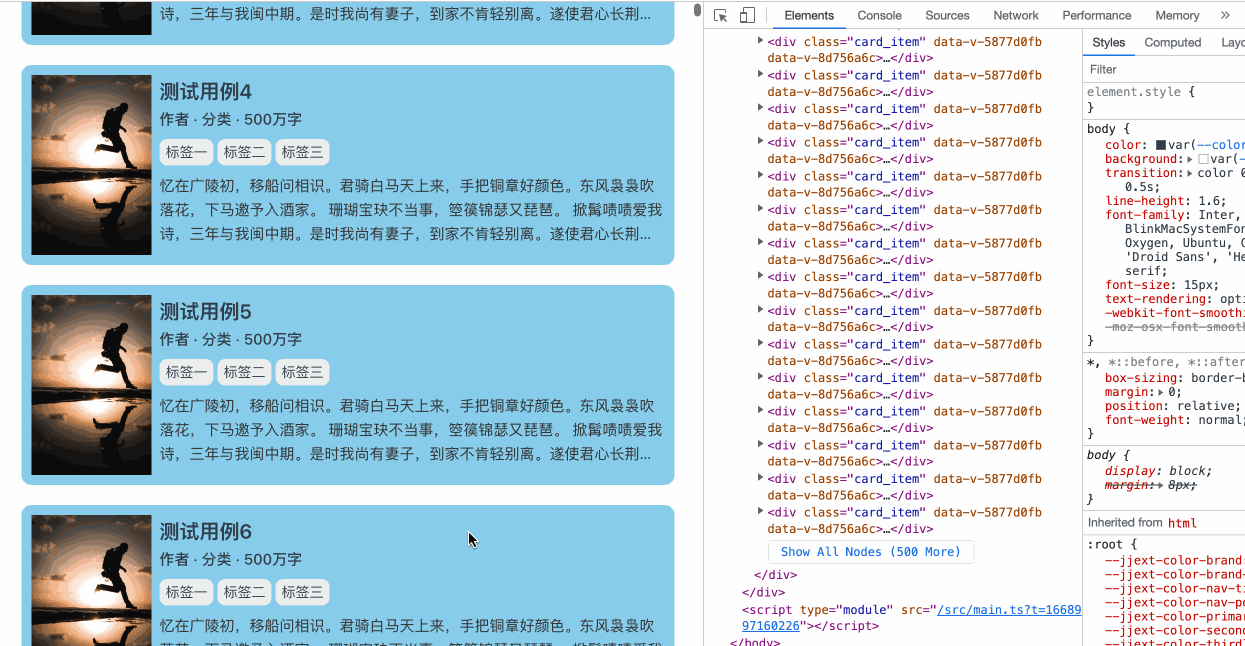 诗，三年与我闽中期。是时我尚有妻子，到家不肯轻别离。遂使君心长荆...
测试用例4
作者 · 分类 · 500万字
标签一 标签二 标签三
忆在广陵初，移船问相识。君骑白马天上来，手把铜章好颜色。东风袅袅吹
落花，下马邀予入酒家。 珊瑚宝玦不当事，箜篌锦瑟又琵琶。 掀髯啧啧爱我
诗，三年与我闽中期。是时我尚有妻子，到家不肯轻别离。遂使君心长荆...
测试用例5
作者 · 分类 · 500万字
标签一 标签二 标签三
忆在广陵初，移船问相识。君骑白马天上来，手把铜章好颜色。东风袅袅吹
落花，下马邀予入酒家。 珊瑚宝玦不当事，箜篌锦瑟又琵琶。 掀髯啧啧爱我
诗，三年与我闽中期。是时我尚有妻子，到家不肯轻别离。遂使君心长荆...
测试用例6
作者 · 分类 · 500万字
标签一 标签二 标签三
忆在广陵初，移船问相识。君骑白马天上来，手把铜章好颜色。东风袅袅吹
Elements Console Sources Network Performance Memory »
<div class="card_item" data-v-5877d0fb
data-v-8d756a6c>…</div>
<div class="card_item" data-v-5877d0fb
data-v-8d756a6c>…</div>
<div class="card_item" data-v-5877d0fb
data-v-8d756a6c>…</div>
<div class="card_item" data-v-5877d0fb
data-v-8d756a6c>…</div>
<div class="card_item" data-v-5877d0fb
data-v-8d756a6c>…</div>
<div class="card_item" data-v-5877d0fb
data-v-8d756a6c>…</div>
<div class="card_item" data-v-5877d0fb
data-v-8d756a6c>…</div>
<div class="card_item" data-v-5877d0fb
data-v-8d756a6c>…</div>
<div class="card_item" data-v-5877d0fb
data-v-8d756a6c>…</div>
<div class="card_item" data-v-5877d0fb
data-v-8d756a6c>…</div>
<div class="card_item" data-v-5877d0fb
data-v-8d756a6c>…</div>
<div class="card_item" data-v-5877d0fb
data-v-8d756a6c>…</div>
<div class="card_item" data-v-5877d0fb
data-v-8d756a6c>…</div>
<div class="card_item" data-v-5877d0fb
data-v-8d756a6c>…</div>
<div class="card_item" data-v-5877d0fb
data-v-8d756a6c>…</div>
Show All Nodes (500 More)
</div>
</div>
<script type="module" src="/src/main.ts?t=16689
97160226"></script>
</body>
Styles Computed Layo
Filter
element.style {
}
body {
color: var(--color
background: var(-
transition: color 0
0.5s;
line-height: 1.6;
font-family: Inter,
BlinkMacSystemFon
Oxygen, Ubuntu, C
'Droid Sans', 'He
serif;
font-size: 15px;
text-rendering: opti
-webkit-font-smoothi
-moz-osx-font-smooth
}
*, *::before, *::after
box-sizing: border-b
margin: 0;
position: relative;
font-weight: normal;
}
body {
display: block;
margin: 8px;
}
Inherited from html
:root {
--jjext-color-brand:
--jjext-color-brand-
--jjext-color-nav-ti
--jjext-color-nav-po
--jjext-color-primar
--jjext-color-second